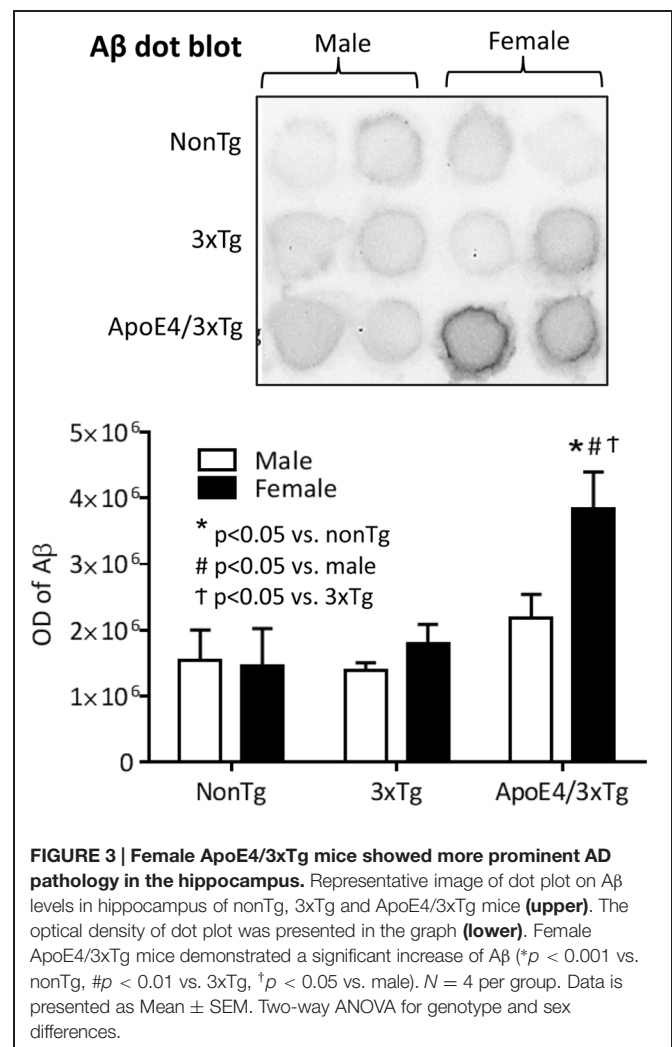 Aβ dot blot
Male
Female
NonTg
3xTg
ApoE4/3xTg
5×10⁶
4×10⁶
3×10⁶
2×10⁶
1×10⁶
0
OD of Aβ
Male
Female
* p<0.05 vs. nonTg
# p<0.05 vs. male
† p<0.05 vs. 3xTg
*#†
NonTg
3xTg
ApoE4/3xTg
FIGURE 3 | Female ApoE4/3xTg mice showed more prominent AD
pathology in the hippocampus. Representative image of dot plot on Aβ
levels in hippocampus of nonTg, 3xTg and ApoE4/3xTg mice (upper). The
optical density of dot plot was presented in the graph (lower). Female
ApoE4/3xTg mice demonstrated a significant increase of Aβ (*p < 0.001 vs.
nonTg, #p < 0.01 vs. 3xTg, †p < 0.05 vs. male). N = 4 per group. Data is
presented as Mean ± SEM. Two-way ANOVA for genotype and sex
differences.